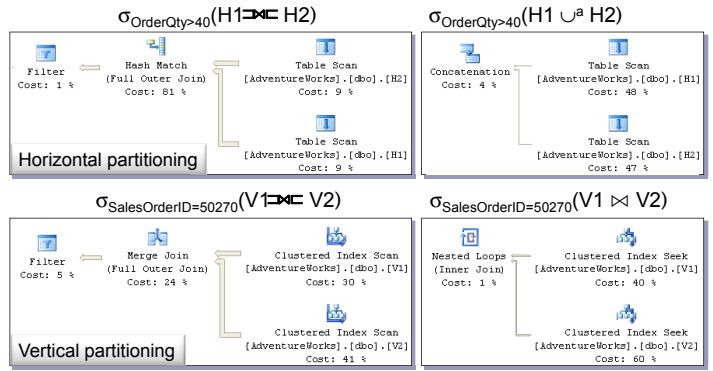 σOrderQty>40(H1⟗ H2)
σOrderQty>40(H1 ∪ᵃ H2)
Filter
Cost: 1 %
Hash Match
(Full Outer Join)
Cost: 81 %
Table Scan
[AdventureWorks].[dbo].[H2]
Cost: 9 %
Table Scan
[AdventureWorks].[dbo].[H1]
Cost: 9 %
Horizontal partitioning
Concatenation
Cost: 4 %
Table Scan
[AdventureWorks].[dbo].[H1]
Cost: 48 %
Table Scan
[AdventureWorks].[dbo].[H2]
Cost: 47 %
σSalesOrderID=50270(V1⟗ V2)
σSalesOrderID=50270(V1 ⋈ V2)
Filter
Cost: 5 %
Merge Join
(Full Outer Join)
Cost: 24 %
Clustered Index Scan
[AdventureWorks].[dbo].[V1]
Cost: 30 %
Clustered Index Scan
[AdventureWorks].[dbo].[V2]
Cost: 41 %
Vertical partitioning
Nested Loops
(Inner Join)
Cost: 1 %
Clustered Index Seek
[AdventureWorks].[dbo].[V1]
Cost: 40 %
Clustered Index Seek
[AdventureWorks].[dbo].[V2]
Cost: 60 %